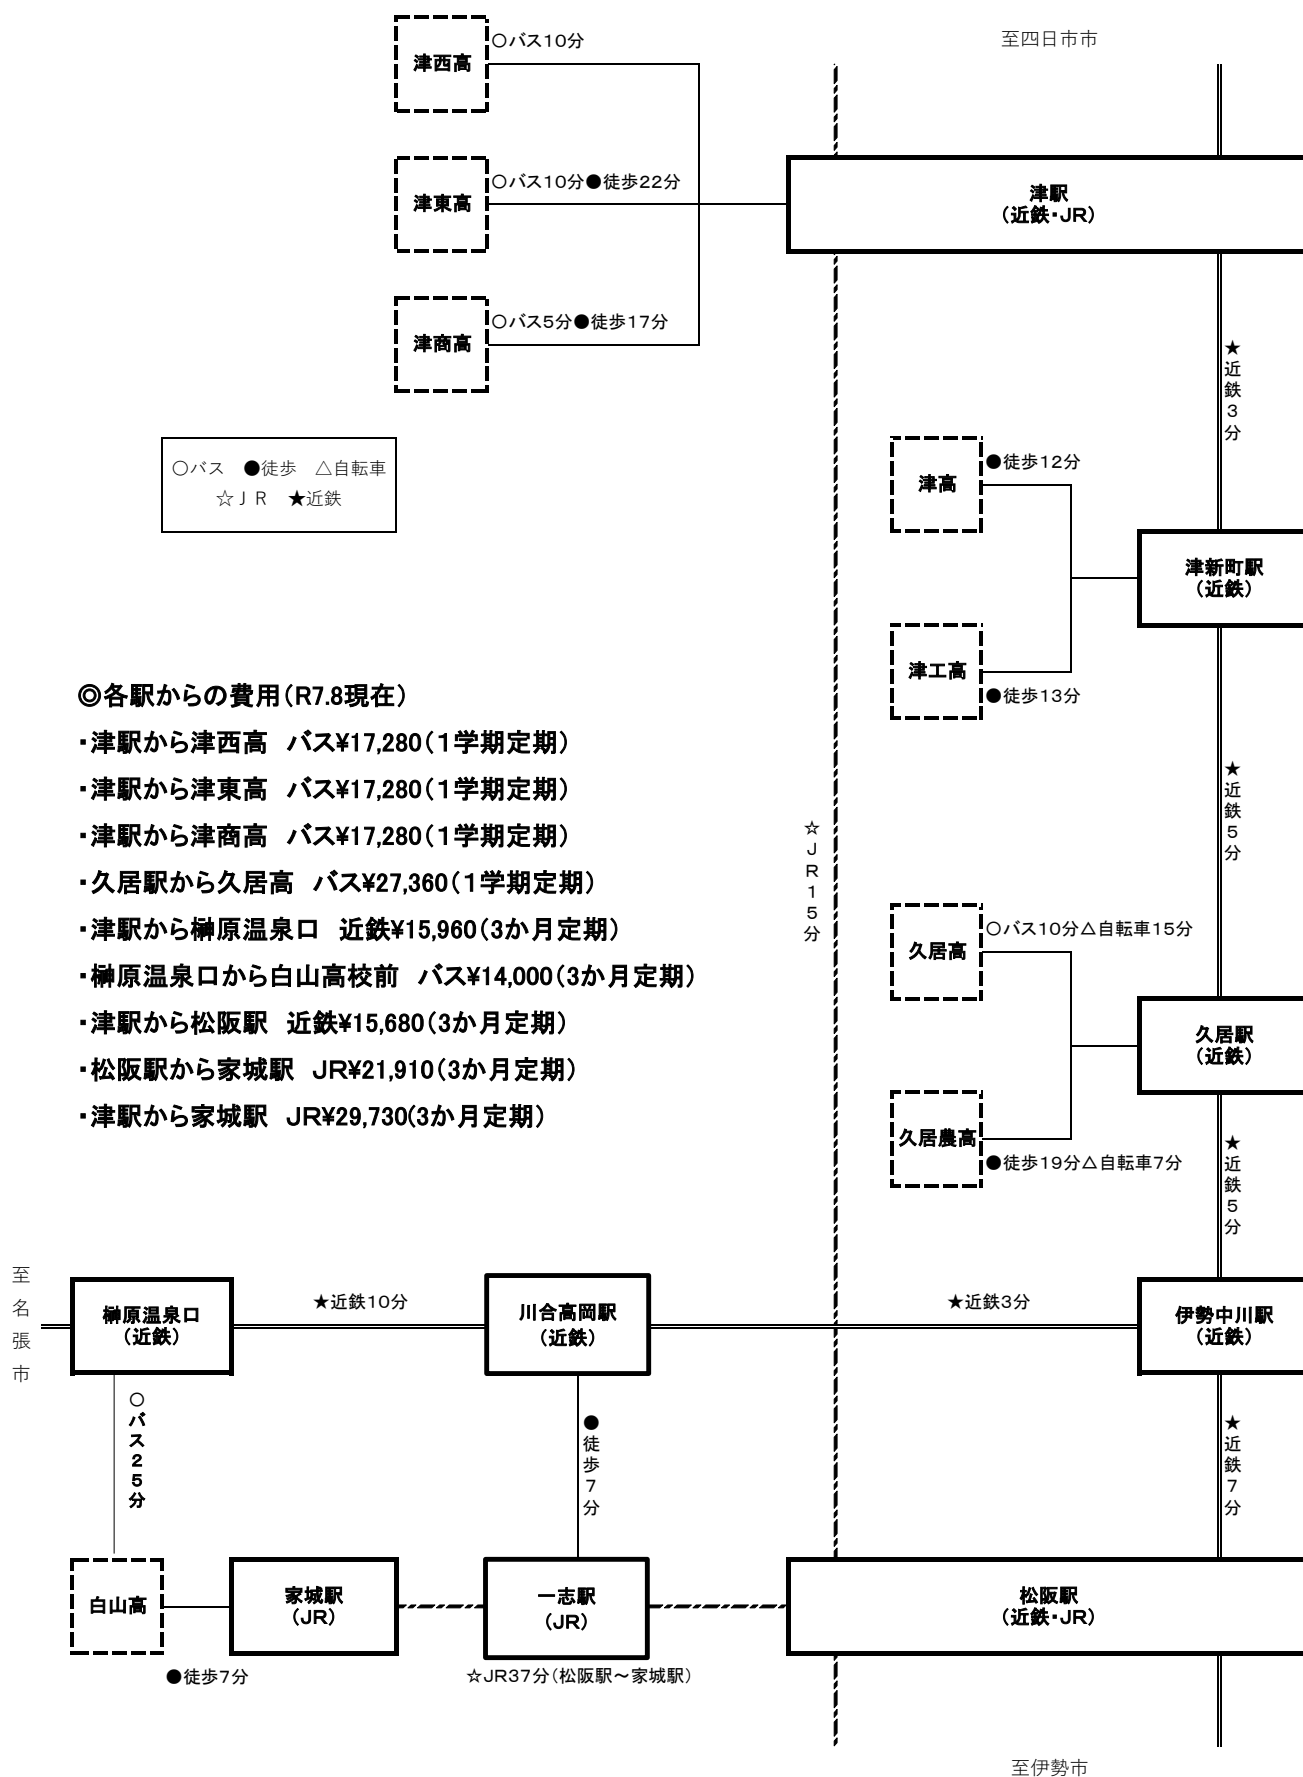 ○バス10分
至四日市市
津西高
○バス10分●徒歩22分
津東高
津駅
（近鉄・JR）
○バス5分●徒歩17分
津商高
★近鉄3分
○バス　●徒歩　△自転車
☆ＪＲ　★近鉄
●徒歩12分
津高
津新町駅
（近鉄）
津工高
●徒歩13分
◎各駅からの費用（R7.8現在）
・津駅から津西高　バス¥17,280（１学期定期）
・津駅から津東高　バス¥17,280（１学期定期）
・津駅から津商高　バス¥17,280（１学期定期）
・久居駅から久居高　バス¥27,360（１学期定期）
・津駅から榊原温泉口　近鉄¥15,960（3か月定期）
・榊原温泉口から白山高校前　バス¥14,000（3か月定期）
・津駅から松阪駅　近鉄¥15,680（3か月定期）
・松阪駅から家城駅　JR¥21,910（3か月定期）
・津駅から家城駅　JR¥29,730(3か月定期）
★近鉄5分
☆JR15分
○バス10分△自転車15分
久居高
久居駅
（近鉄）
久居農高
●徒歩19分△自転車7分
★近鉄5分
至名張市
榊原温泉口
（近鉄）
★近鉄10分
川合高岡駅
（近鉄）
★近鉄3分
伊勢中川駅
（近鉄）
○バス25分
●徒歩7分
★近鉄7分
白山高
家城駅
（JR）
一志駅
（JR）
松阪駅
（近鉄・JR）
●徒歩7分
☆JR37分（松阪駅～家城駅）
至伊勢市